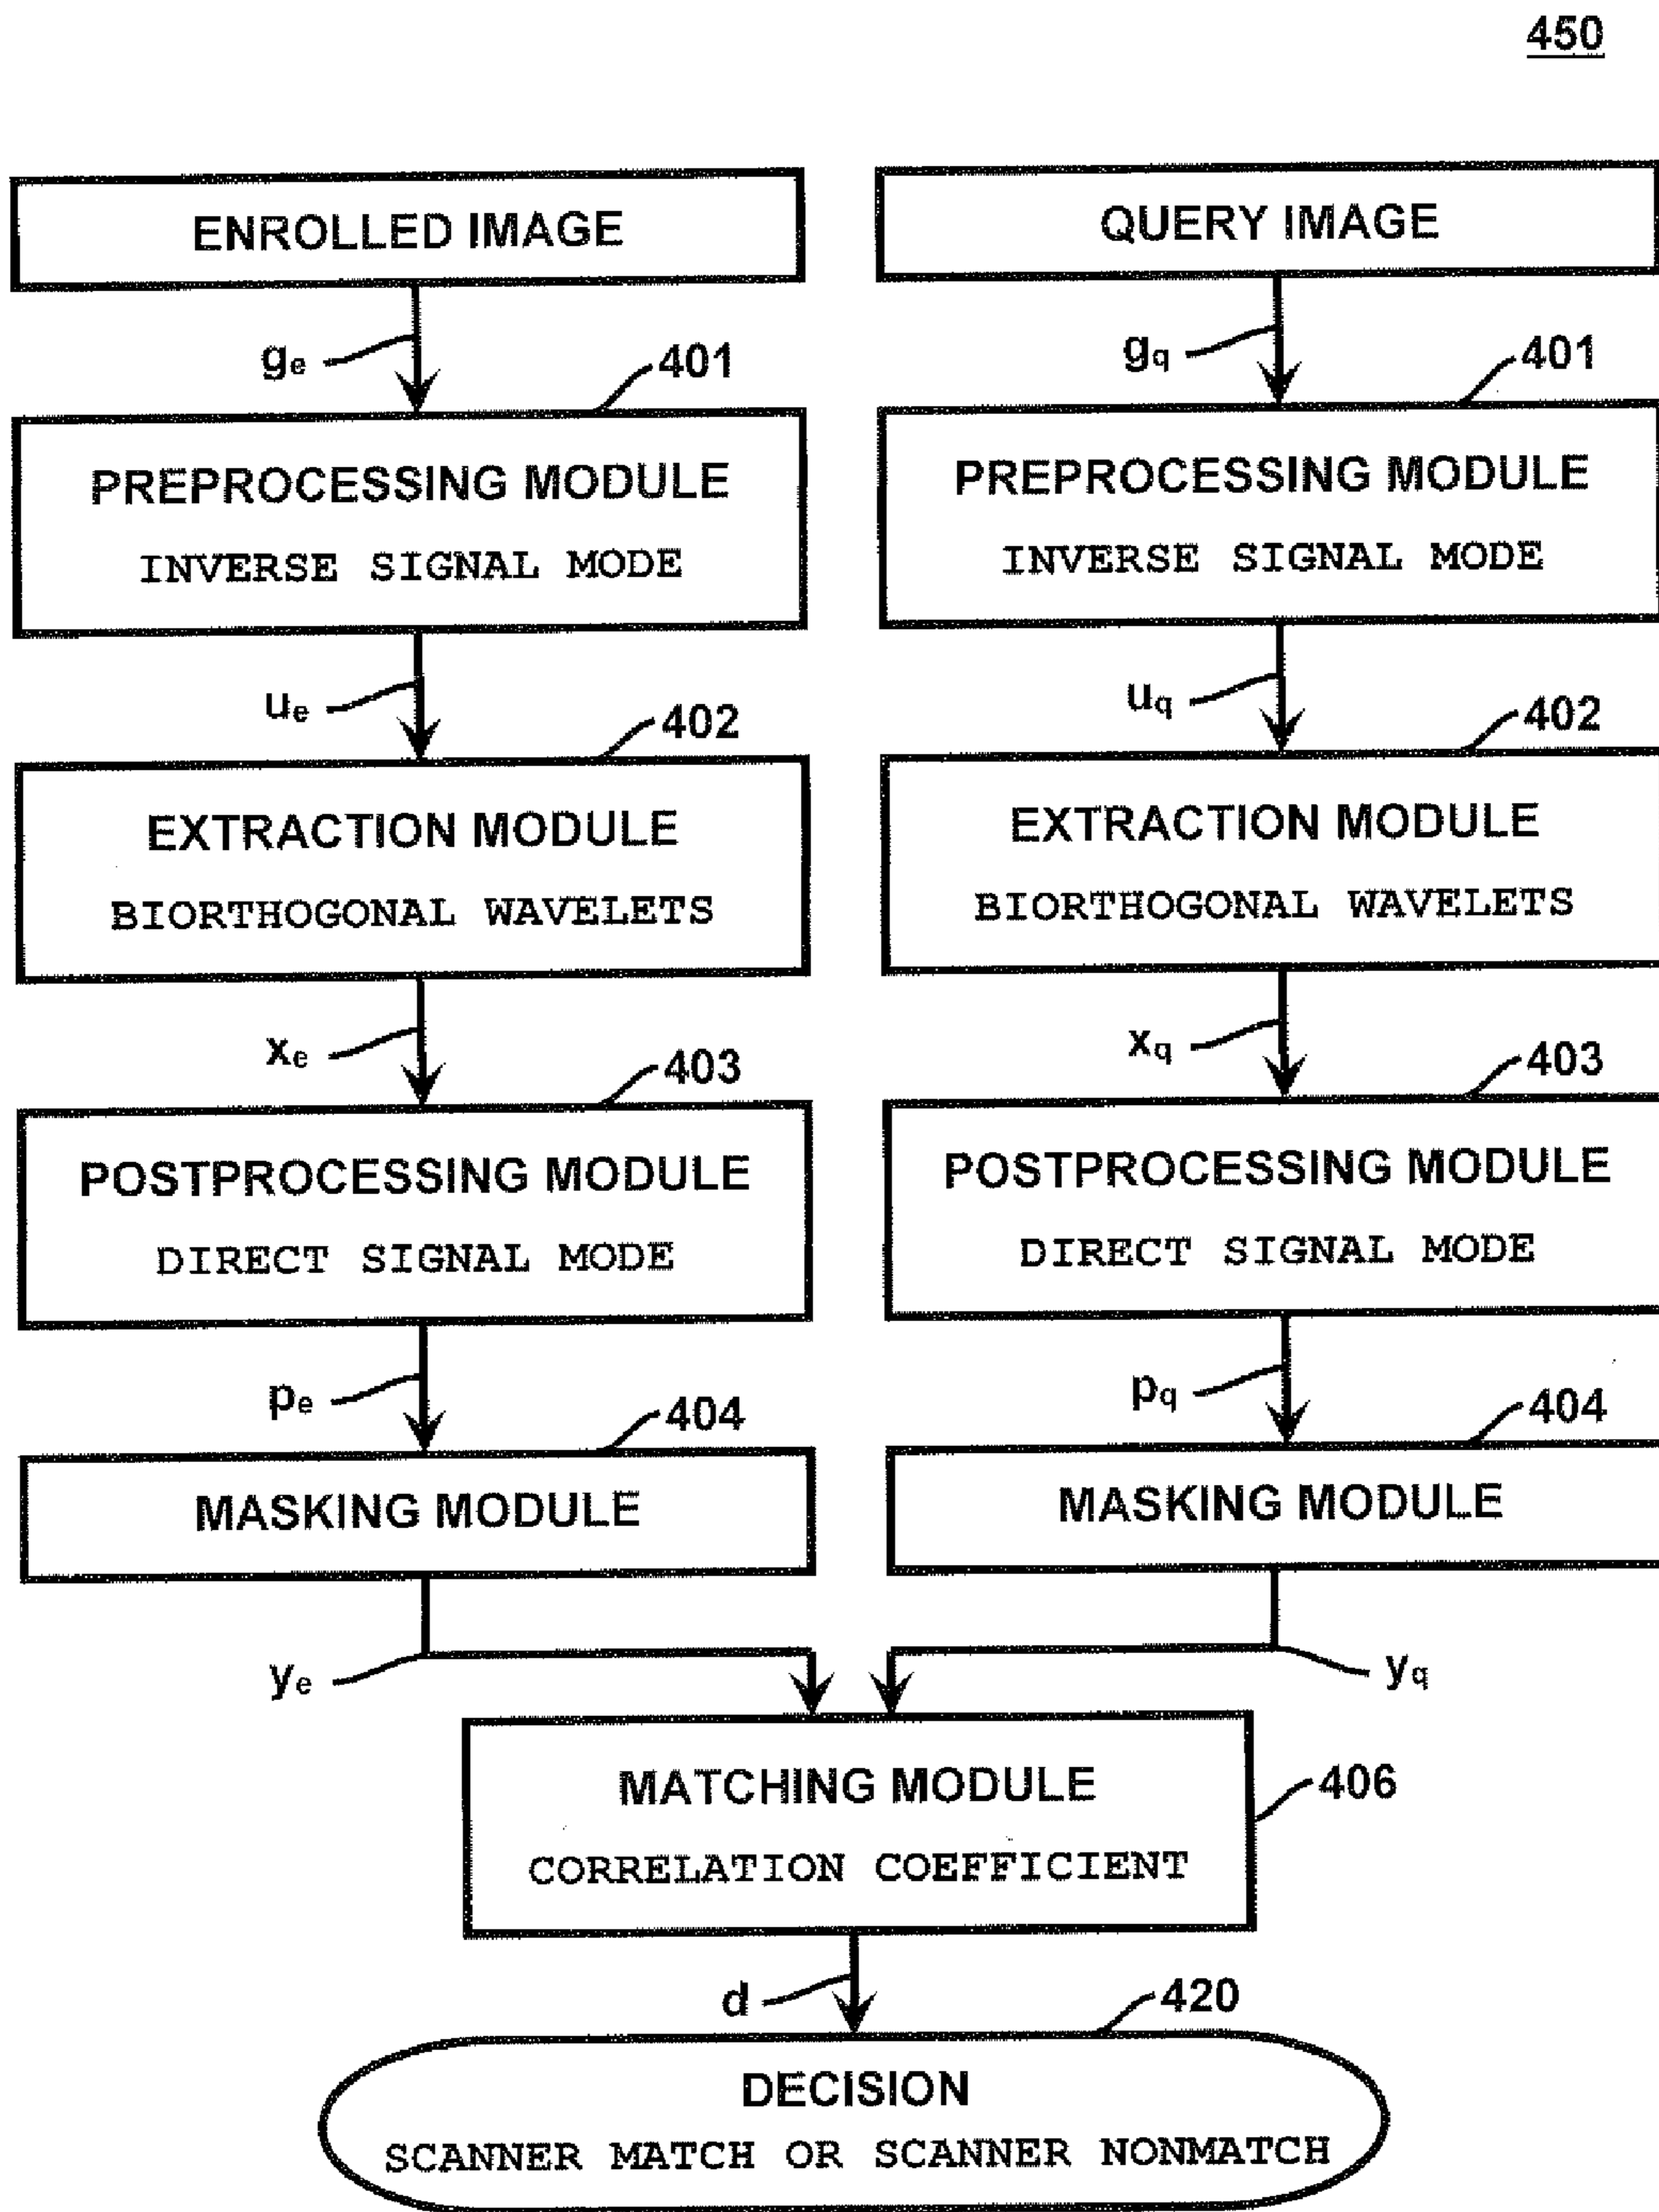 450
ENROLLED IMAGE
QUERY IMAGE
ge
gq
401
401
PREPROCESSING MODULE
INVERSE SIGNAL MODE
PREPROCESSING MODULE
INVERSE SIGNAL MODE
ue
uq
402
402
EXTRACTION MODULE
BIORTHOGONAL WAVELETS
EXTRACTION MODULE
BIORTHOGONAL WAVELETS
xe
xq
403
403
POSTPROCESSING MODULE
DIRECT SIGNAL MODE
POSTPROCESSING MODULE
DIRECT SIGNAL MODE
pe
pq
404
404
MASKING MODULE
MASKING MODULE
ye
yq
MATCHING MODULE
CORRELATION COEFFICIENT
406
d
420
DECISION
SCANNER MATCH OR SCANNER NONMATCH